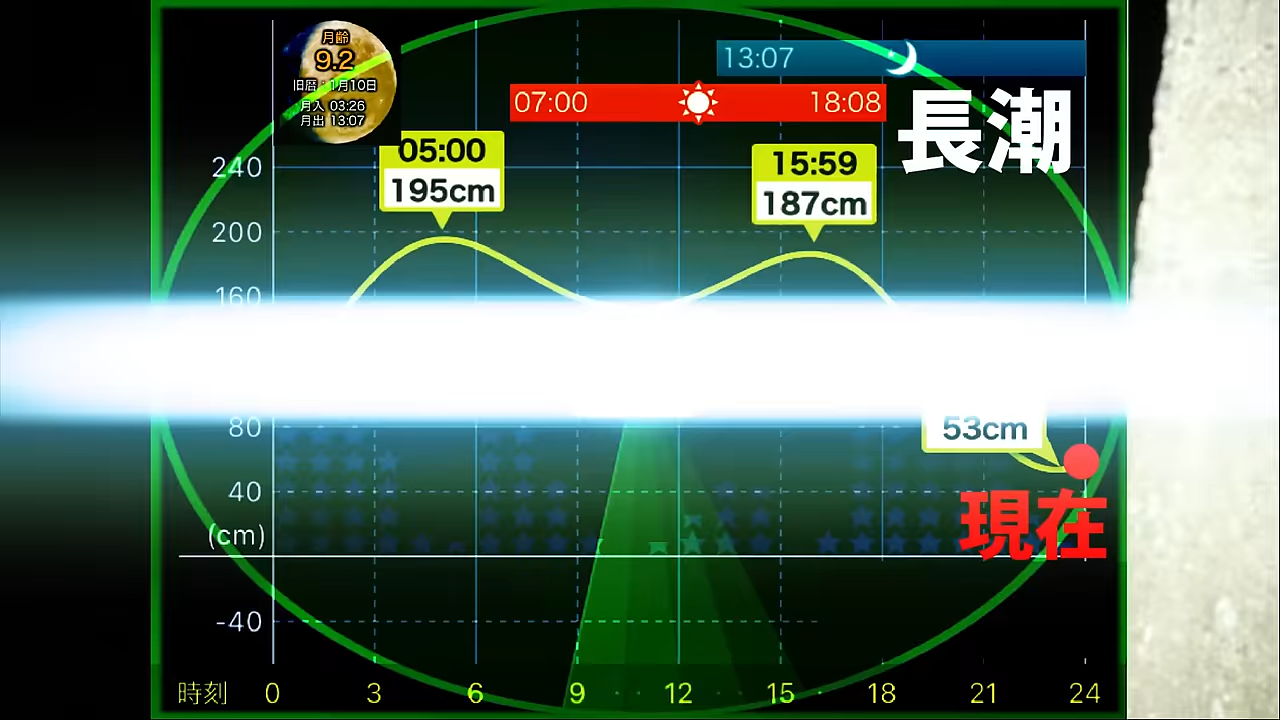 月齢
9.2
旧暦:1月10日
月入 03:26
月出 13:07
13:07
07:00 18:08
長潮
05:00
195cm
15:59
187cm
240
200
160
80
53cm
40
現在
(cm)
-40
時刻 0 3 6 9 12 15 18 21 24